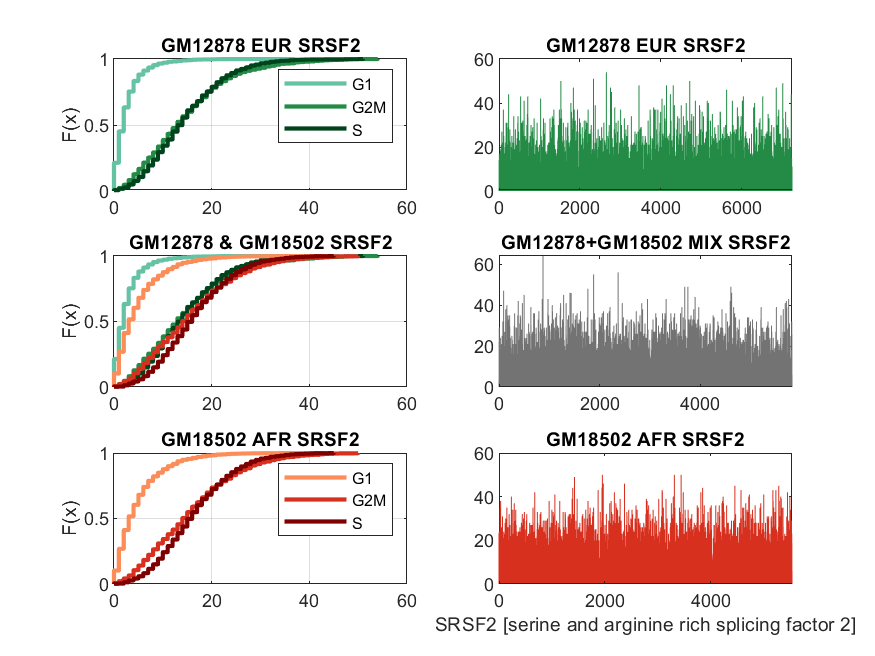 GM12878 EUR SRSF2
1
0.5
0
F(x)
0 20 40 60
G1
G2M
S
GM12878 EUR SRSF2
60
40
20
0
0 2000 4000 6000
GM12878 & GM18502 SRSF2
1
0.5
0
F(x)
0 20 40 60
GM12878+GM18502 MIX SRSF2
60
40
20
0
0 2000 4000
GM18502 AFR SRSF2
1
0.5
0
F(x)
0 20 40 60
G1
G2M
S
GM18502 AFR SRSF2
60
40
20
0
0 2000 4000
SRSF2 [serine and arginine rich splicing factor 2]